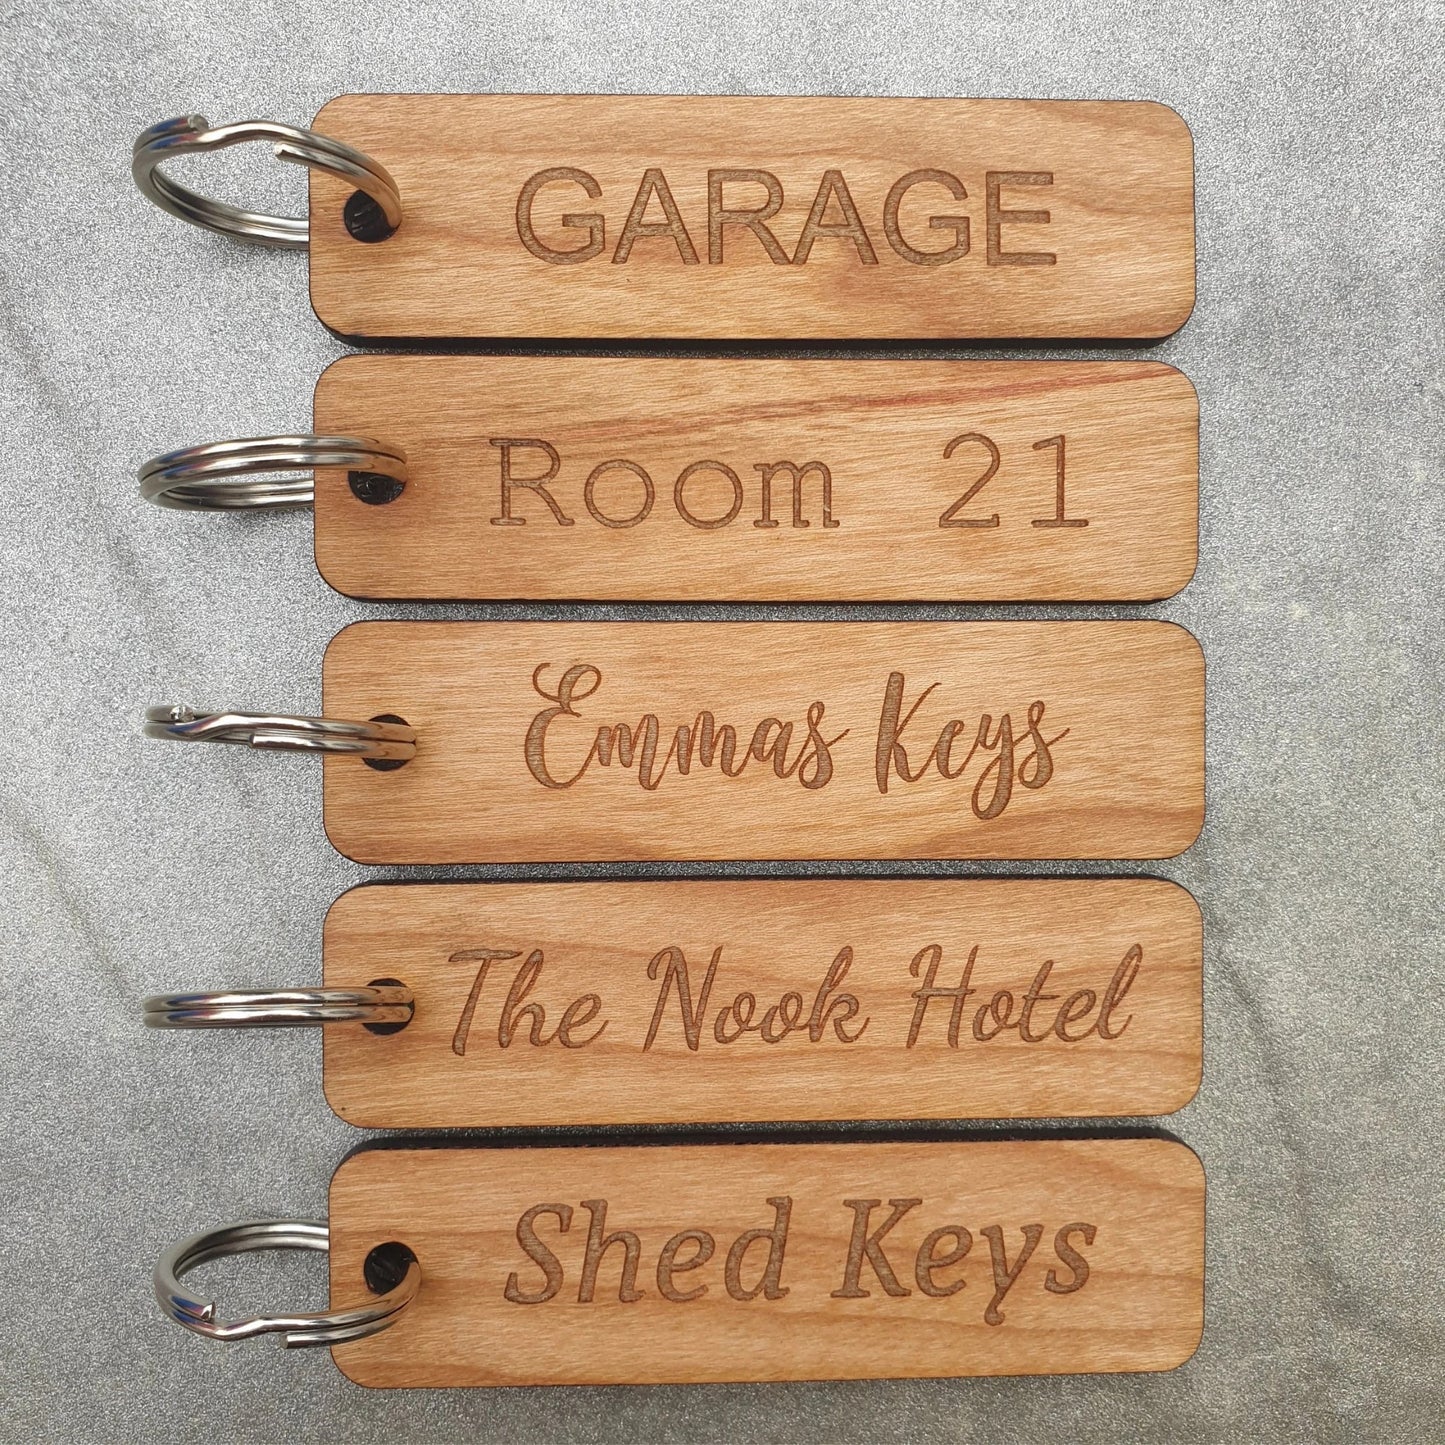 GARAGE
Room 21
Emmas Keys
The Nook Hotel
Shed Keys